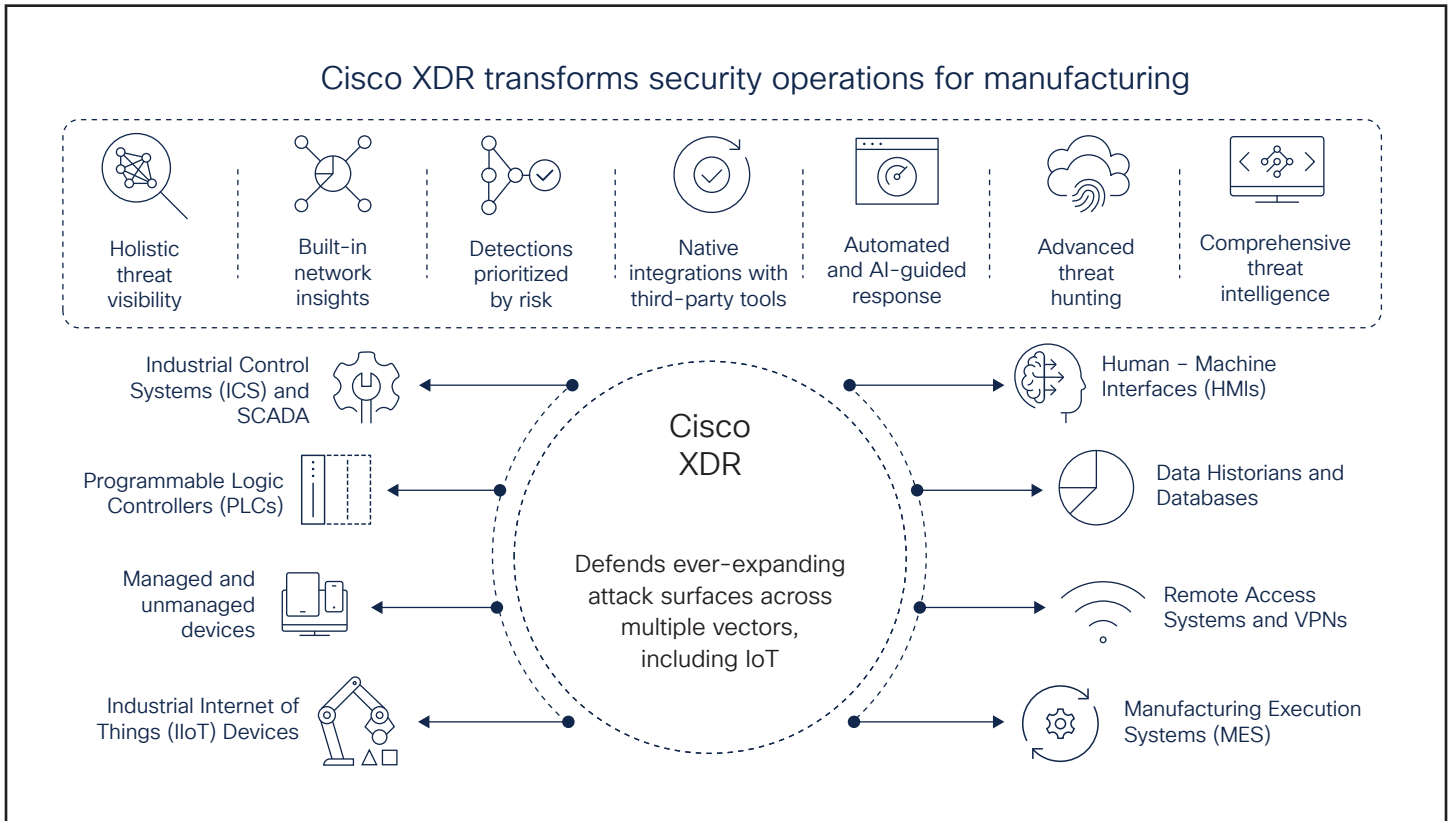 Cisco XDR transforms security operations for manufacturing
Holistic
threat
visibility
Built-in
network
insights
Detections
prioritized
by risk
Native
integrations with
third-party tools
Automated
and AI-guided
response
Advanced
threat
hunting
Comprehensive
threat
intelligence
Industrial Control
Systems (ICS) and
SCADA
Programmable Logic
Controllers (PLCs)
Managed and
unmanaged
devices
Industrial Internet of
Things (IIoT) Devices
Cisco
XDR
Defends ever-expanding
attack surfaces across
multiple vectors,
including IoT
Human – Machine
Interfaces (HMIs)
Data Historians and
Databases
Remote Access
Systems and VPNs
Manufacturing Execution
Systems (MES)